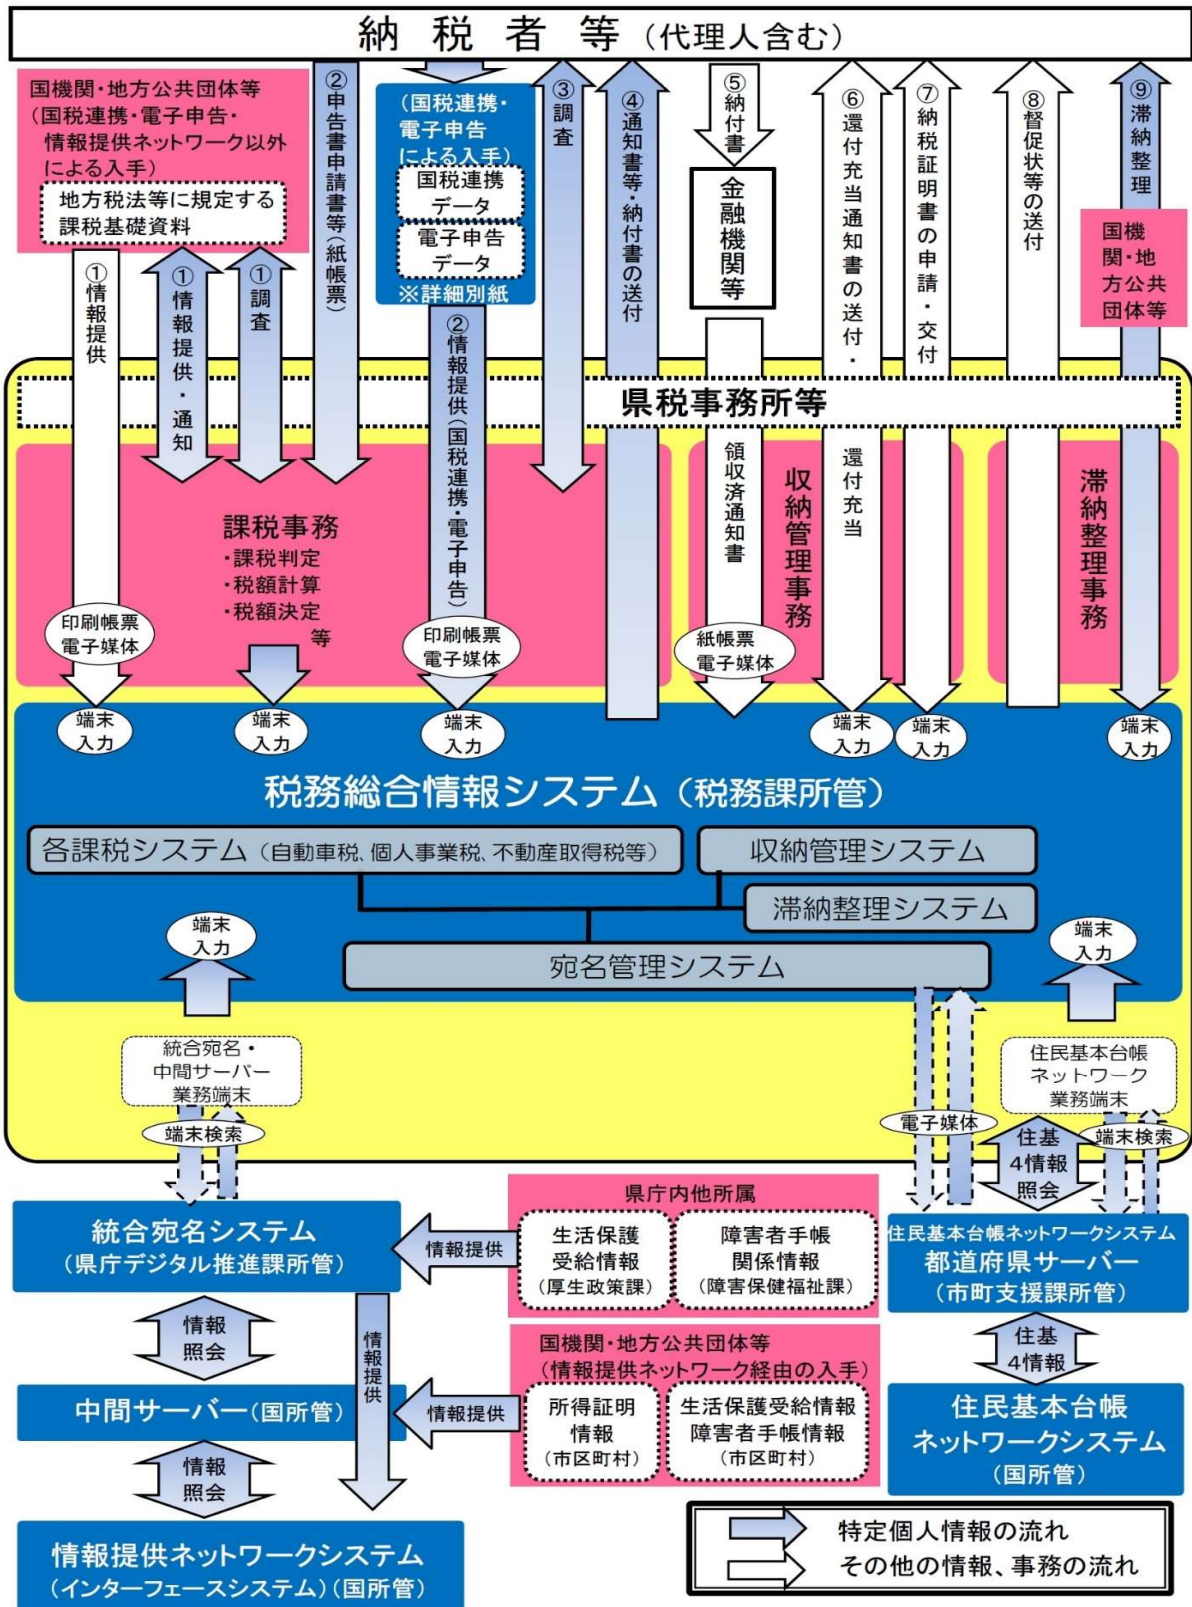 納税者等(代理人含む)
国機関・地方公共団体等
(国税連携・電子申告・
情報提供ネットワーク以外
による入手)
地方税法等に規定する
課税基礎資料
①情報提供
①情報提供・通知
①調査
②申告書申請書等(紙帳票)
(国税連携・
電子申告
による入手)
国税連携
データ
電子申告
データ
※詳細別紙
②情報提供(国税連携・電子申告)
③調査
④通知書等・納付書の送付
⑤納付書
金融機関等
領収済通知書
⑥還付充当通知書の送付・
還付充当
⑦納税証明書の申請・交付
⑧督促状等の送付
⑨滞納整理
国機
関・地
方公共
団体等
県税事務所等
課税事務
・課税判定
・税額計算
・税額決定
等
収納管理事務
滞納整理事務
印刷帳票
電子媒体
印刷帳票
電子媒体
紙帳票
電子媒体
端末
入力
端末
入力
端末
入力
端末
入力
端末
入力
端末
入力
税務総合情報システム(税務課所管)
各課税システム(自動車税、個人事業税、不動産取得税等)
収納管理システム
滞納整理システム
宛名管理システム
端末
入力
端末
入力
統合宛名・
中間サーバー
業務端末
端末検索
住民基本台帳
ネットワーク
業務端末
電子媒体
住基
4情報
照会
端末検索
統合宛名システム
(県庁デジタル推進課所管)
情報提供
県庁内他所属
生活保護
受給情報
(厚生政策課)
障害者手帳
関係情報
(障害保健福祉課)
住民基本台帳ネットワークシステム
都道府県サーバー
(市町支援課所管)
情報
照会
情報提供
国機関・地方公共団体等
(情報提供ネットワーク経由の入手)
所得証明
情報
(市区町村)
生活保護受給情報
障害者手帳情報
(市区町村)
住基
4情報
中間サーバー(国所管)
情報提供
住民基本台帳
ネットワークシステム
(国所管)
情報
照会
情報提供ネットワークシステム
(インターフェースシステム)(国所管)
特定個人情報の流れ
その他の情報、事務の流れ